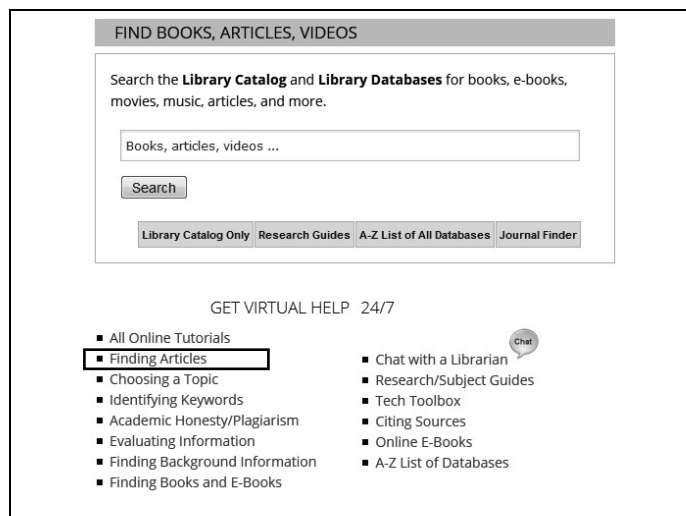 FIND BOOKS, ARTICLES, VIDEOS
Search the Library Catalog and Library Databases for books, e-books,
movies, music, articles, and more.
Books, articles, videos ...
Search
Library Catalog Only Research Guides A-Z List of All Databases Journal Finder
GET VIRTUAL HELP 24/7
All Online Tutorials
Finding Articles
Choosing a Topic
Identifying Keywords
Academic Honesty/Plagiarism
Evaluating Information
Finding Background Information
Finding Books and E-Books
Chat
Chat with a Librarian
Research/Subject Guides
Tech Toolbox
Citing Sources
Online E-Books
A-Z List of Databases